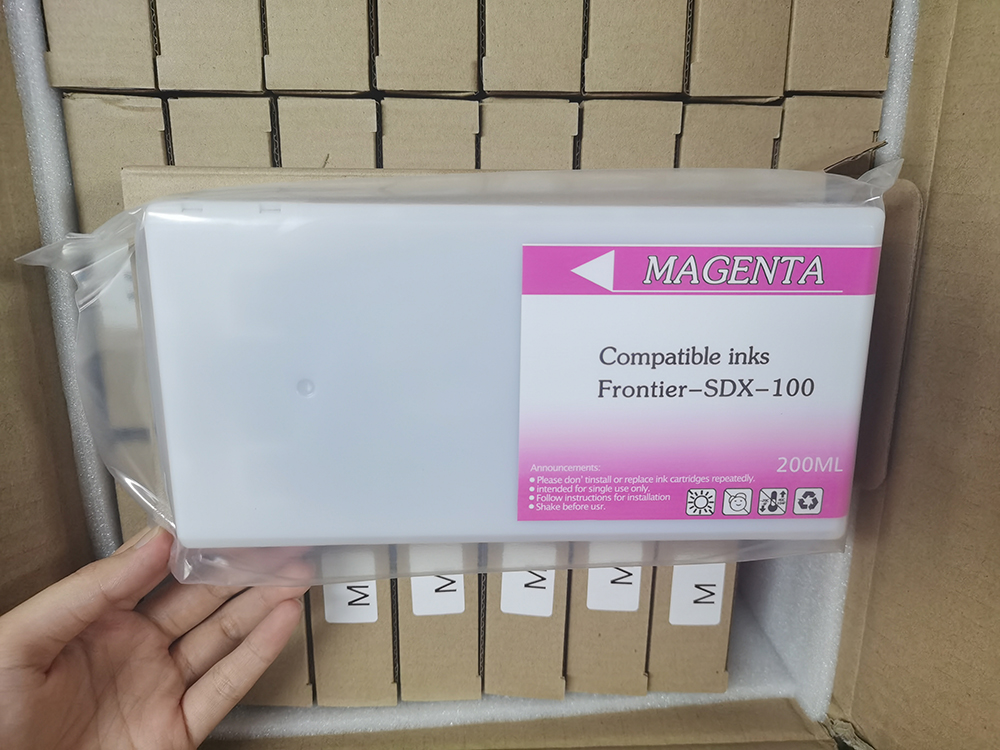 MAGENTA
Compatible inks
Frontier-SDX-100
200ML
Announcements:
• Please don' tinstall or replace ink cartridges repeatedly.
• intended for single use only.
• Follow instructions for installation
• Shake before usr.
M
M
M
M
M